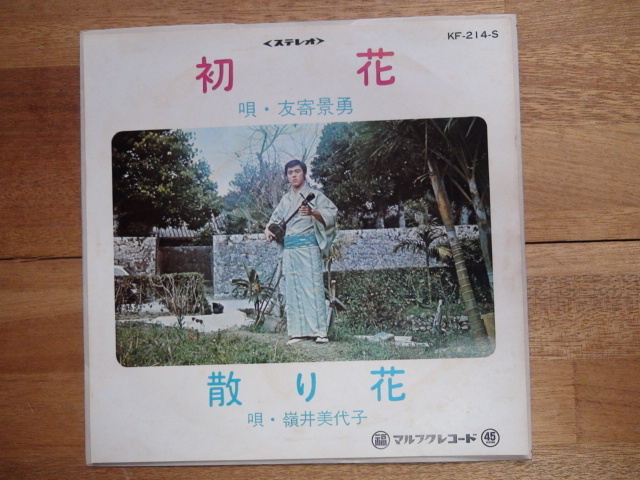 <ステレオ>
KF-214-S
初花
唄・友寄景勇
散り花
唄・嶺井美代子
福 マルフクレコード 45